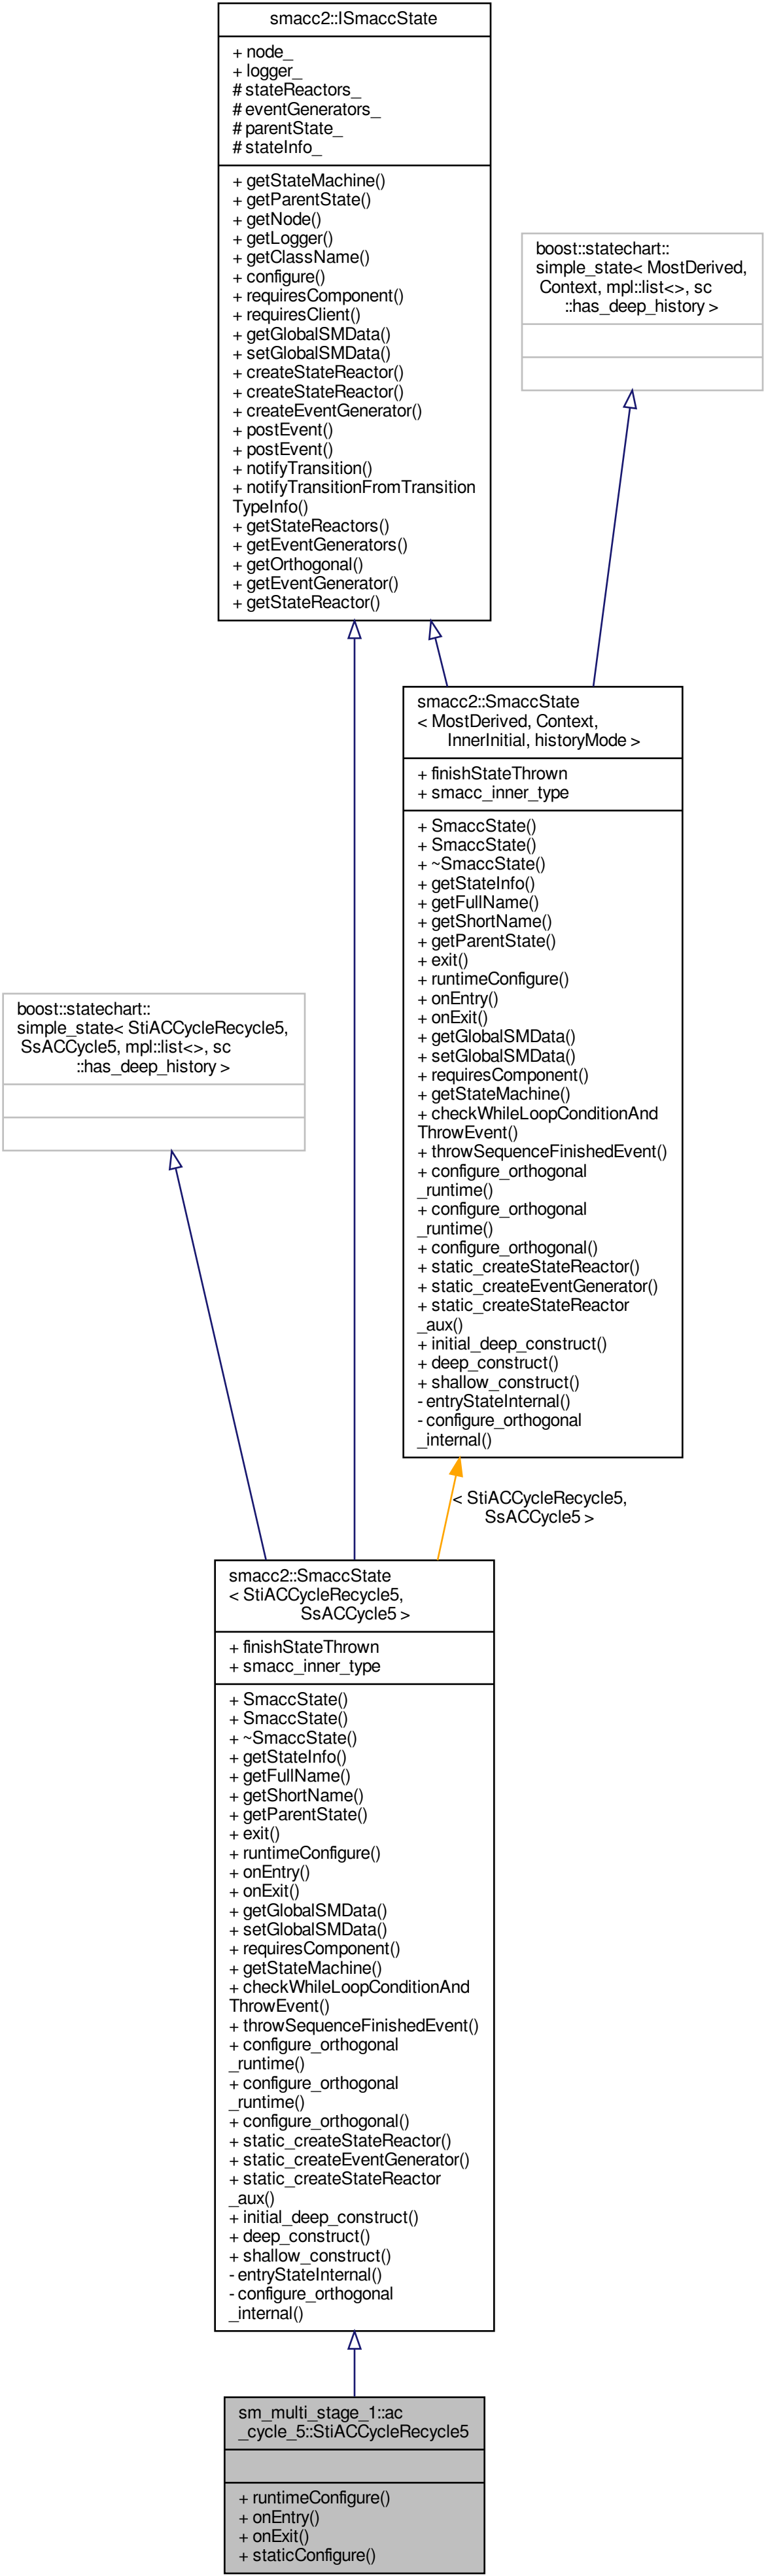 smacc2::ISmaccState
+ node_
+ logger_
# stateReactors_
# eventGenerators_
# parentState_
# stateInfo_
+ getStateMachine()
+ getParentState()
+ getNode()
+ getLogger()
+ getClassName()
+ configure()
+ requiresComponent()
+ requiresClient()
+ getGlobalSMData()
+ setGlobalSMData()
+ createStateReactor()
+ createStateReactor()
+ createEventGenerator()
+ postEvent()
+ postEvent()
+ notifyTransition()
+ notifyTransitionFromTransition
TypeInfo()
+ getStateReactors()
+ getEventGenerators()
+ getOrthogonal()
+ getEventGenerator()
+ getStateReactor()
boost::statechart::
simple_state< MostDerived,
Context, mpl::list<>, sc
::has_deep_history >
smacc2::SmaccState
< MostDerived, Context,
InnerInitial, historyMode >
+ finishStateThrown
+ smacc_inner_type
+ SmaccState()
+ SmaccState()
+ ~SmaccState()
+ getStateInfo()
+ getFullName()
+ getShortName()
+ getParentState()
+ exit()
+ runtimeConfigure()
+ onEntry()
+ onExit()
+ getGlobalSMData()
+ setGlobalSMData()
+ requiresComponent()
+ getStateMachine()
+ checkWhileLoopConditionAnd
ThrowEvent()
+ throwSequenceFinishedEvent()
+ configure_orthogonal
_runtime()
+ configure_orthogonal
_runtime()
+ configure_orthogonal()
+ static_createStateReactor()
+ static_createEventGenerator()
+ static_createStateReactor
_aux()
+ initial_deep_construct()
+ deep_construct()
+ shallow_construct()
- entryStateInternal()
- configure_orthogonal
_internal()
boost::statechart::
simple_state< StiACCycleRecycle5,
SsACCycle5, mpl::list<>, sc
::has_deep_history >
< StiACCycleRecycle5,
SsACCycle5 >
smacc2::SmaccState
< StiACCycleRecycle5,
SsACCycle5 >
+ finishStateThrown
+ smacc_inner_type
+ SmaccState()
+ SmaccState()
+ ~SmaccState()
+ getStateInfo()
+ getFullName()
+ getShortName()
+ getParentState()
+ exit()
+ runtimeConfigure()
+ onEntry()
+ onExit()
+ getGlobalSMData()
+ setGlobalSMData()
+ requiresComponent()
+ getStateMachine()
+ checkWhileLoopConditionAnd
ThrowEvent()
+ throwSequenceFinishedEvent()
+ configure_orthogonal
_runtime()
+ configure_orthogonal
_runtime()
+ configure_orthogonal()
+ static_createStateReactor()
+ static_createEventGenerator()
+ static_createStateReactor
_aux()
+ initial_deep_construct()
+ deep_construct()
+ shallow_construct()
- entryStateInternal()
- configure_orthogonal
_internal()
sm_multi_stage_1::ac
_cycle_5::StiACCycleRecycle5
+ runtimeConfigure()
+ onEntry()
+ onExit()
+ staticConfigure()